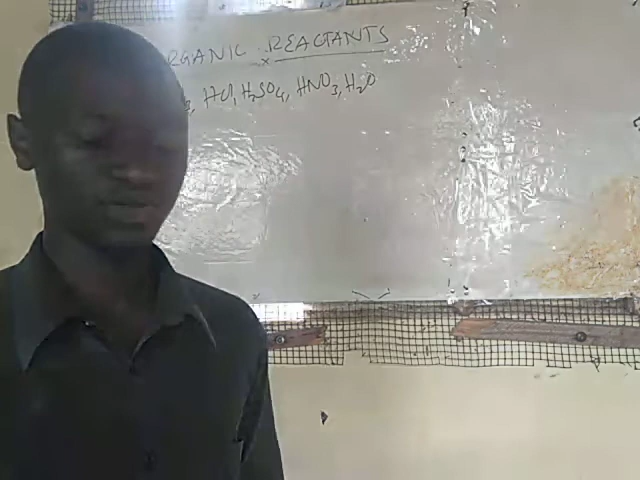 RGANIC REACTANTS
HCl, H₂SO₄, HNO₃, H₂O